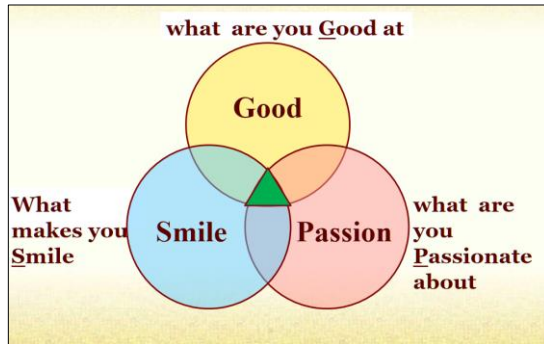 what are you Good at
Good
What
makes you
Smile
Smile
Passion
what are
you
Passionate
about